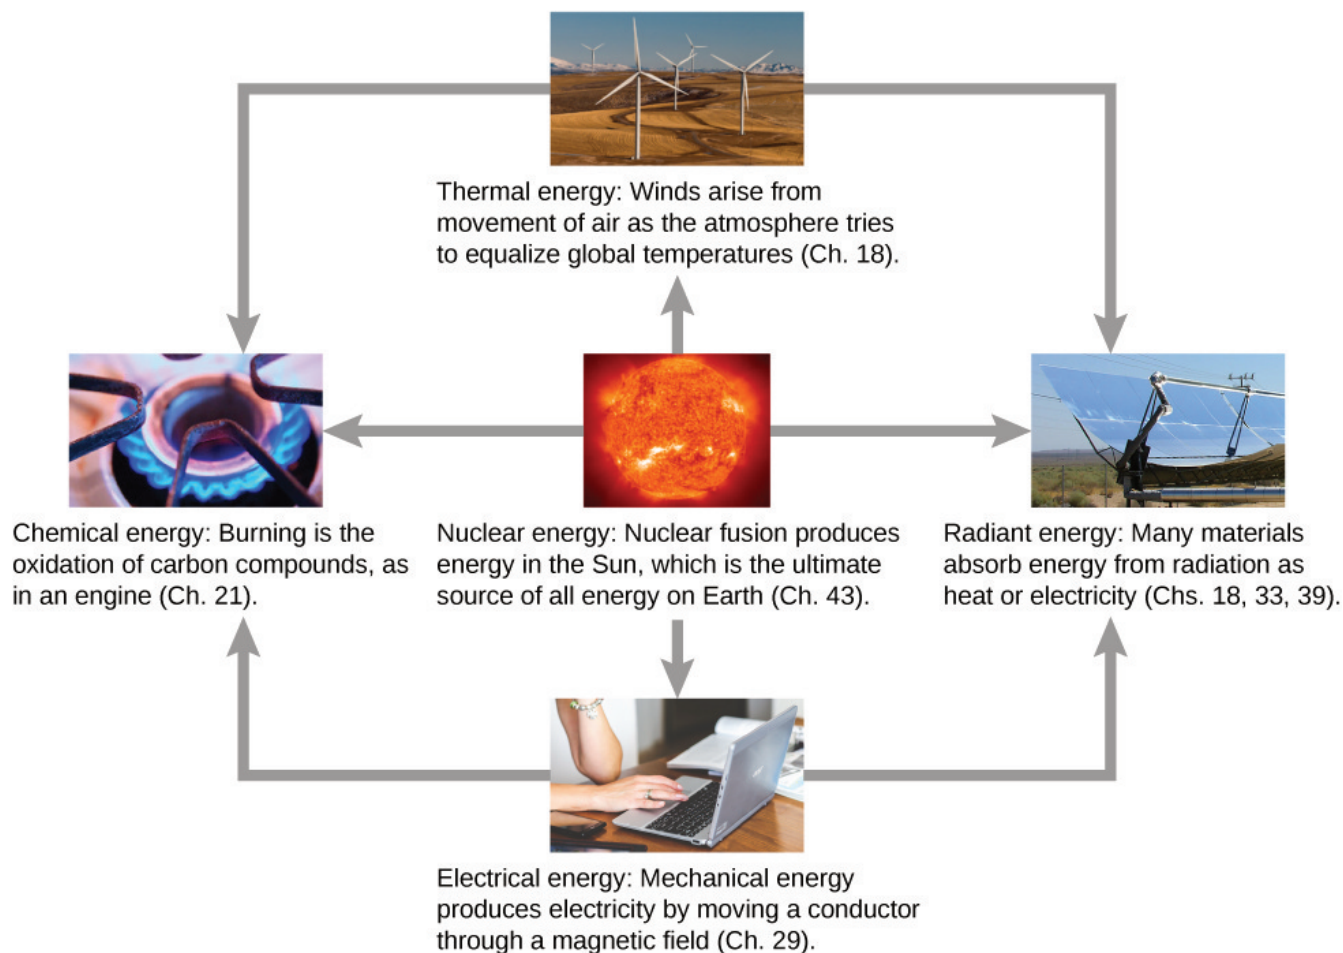 Thermal energy: Winds arise from
movement of air as the atmosphere tries
to equalize global temperatures (Ch. 18).
Chemical energy: Burning is the
oxidation of carbon compounds, as
in an engine (Ch. 21).
Nuclear energy: Nuclear fusion produces
energy in the Sun, which is the ultimate
source of all energy on Earth (Ch. 43).
Radiant energy: Many materials
absorb energy from radiation as
heat or electricity (Chs. 18, 33, 39).
Electrical energy: Mechanical energy
produces electricity by moving a conductor
through a magnetic field (Ch. 29).